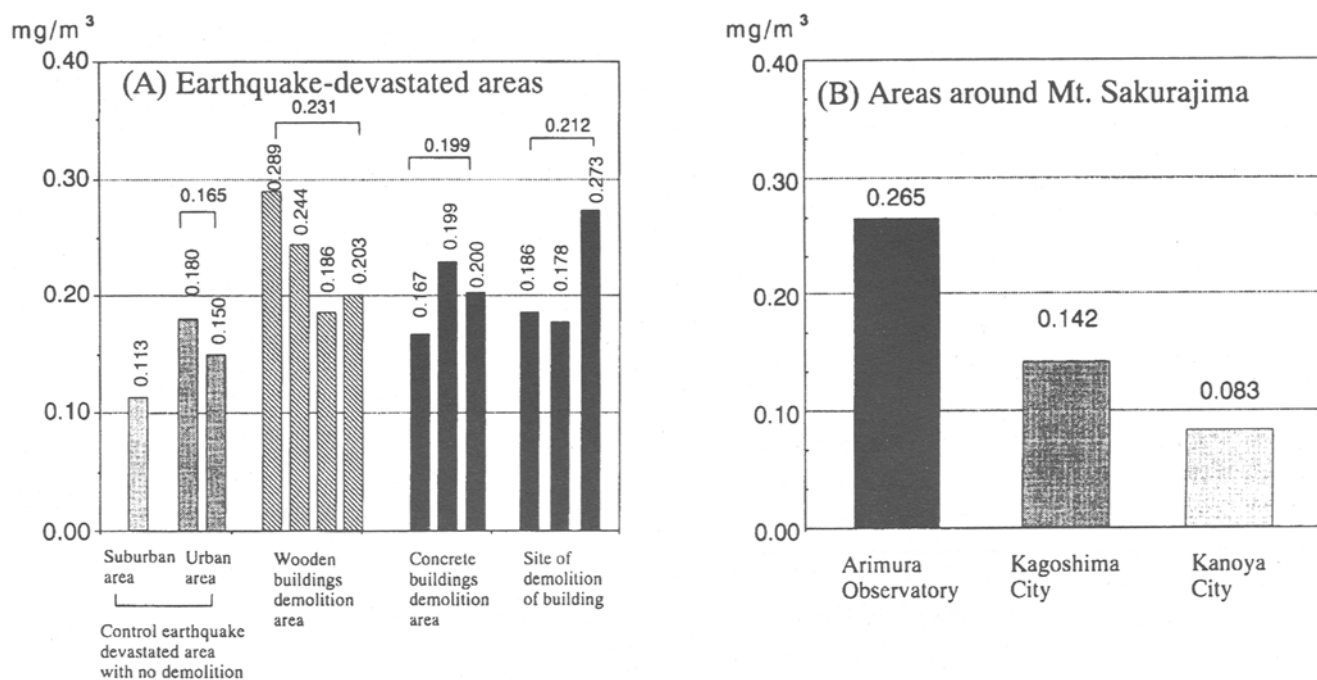 mg/m³
0.40
(A) Earthquake-devastated areas
0.231
0.212
0.289
0.273
0.199
0.30
0.165
0.244
0.199
0.180
0.186
0.203
0.200
0.186
0.178
0.167
0.20
0.150
0.113
0.10
0.00
Suburban area
Urban area
Wooden buildings demolition area
Concrete buildings demolition area
Site of demolition of building
Control earthquake
devastated area
with no demolition
mg/m³
0.40
(B) Areas around Mt. Sakurajima
0.30
0.265
0.20
0.142
0.10
0.083
0.00
Arimura
Observatory
Kagoshima
City
Kanoya
City